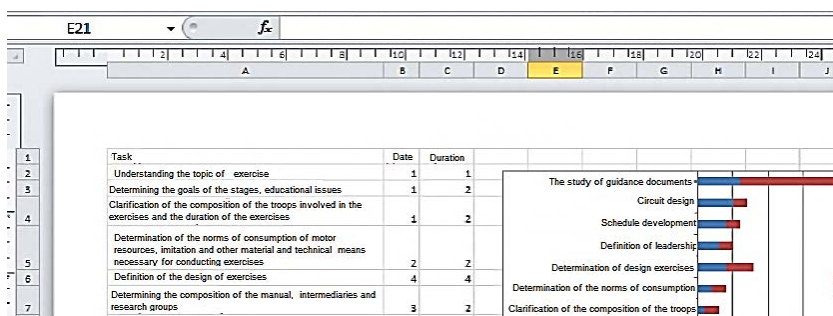 E21
fx
2 4 6 8 10 12 14 16 18 20 22 24
A B C D E F G H I J
1 Task Date Duration
2 Understanding the topic of exercise 1 1
3 Determining the goals of the stages, educational issues 1 2
Clarification of the composition of the troops involved in the
4 exercises and the duration of the exercises 1 2
Determination of the norms of consumption of motor
resources, imitation and other material and technical means
5 necessary for conducting exercises 2 2
6 Definition of the design of exercises 4 4
Determining the composition of the manual, intermediaries and
7 research groups 3 2
The study of guidance documents
Circuit design
Schedule development
Definition of leadership
Determination of design exercises
Determination of the norms of consumption
Clarification of the composition of the troops